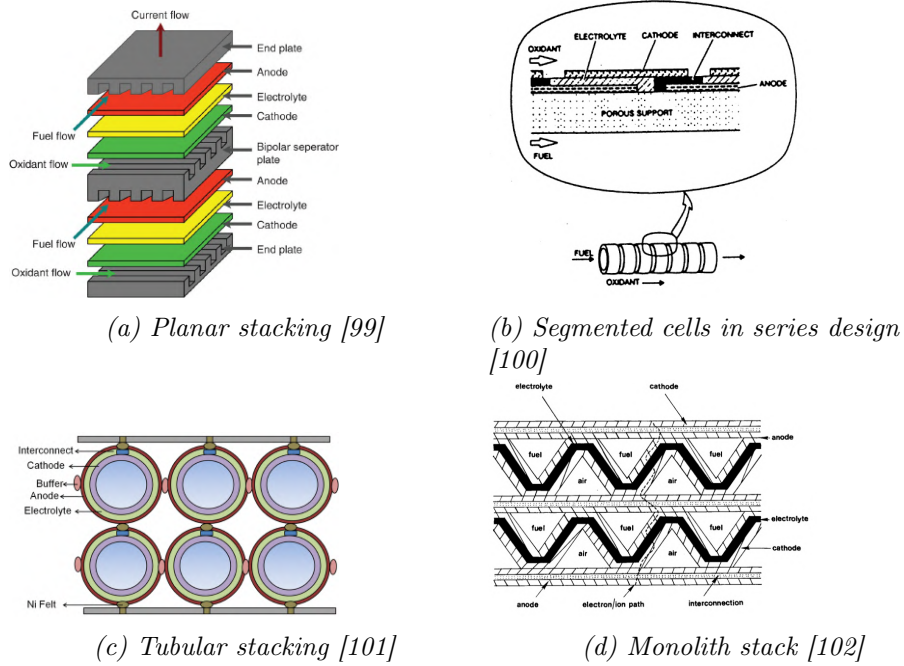 Current flow
End plate
Anode
Electrolyte
Cathode
Fuel flow
Bipolar seperator
plate
Oxidant flow
Anode
Electrolyte
Cathode
Fuel flow
End plate
Oxidant flow
(a) Planar stacking [99]
ELECTROLYTE
CATHODE
INTERCONNECT
OXIDANT
ANODE
POROUS SUPPORT
FUEL
FUEL
OXIDANT
(b) Segmented cells in series design
[100]
Interconnect
Cathode
Buffer
Anode
Electrolyte
Ni Felt
(c) Tubular stacking [101]
electrolyte
cathode
anode
fuel
fuel
fuel
air
air
electrolyte
fuel
fuel
fuel
air
air
cathode
anode
electron/ion path
interconnection
(d) Monolith stack [102]